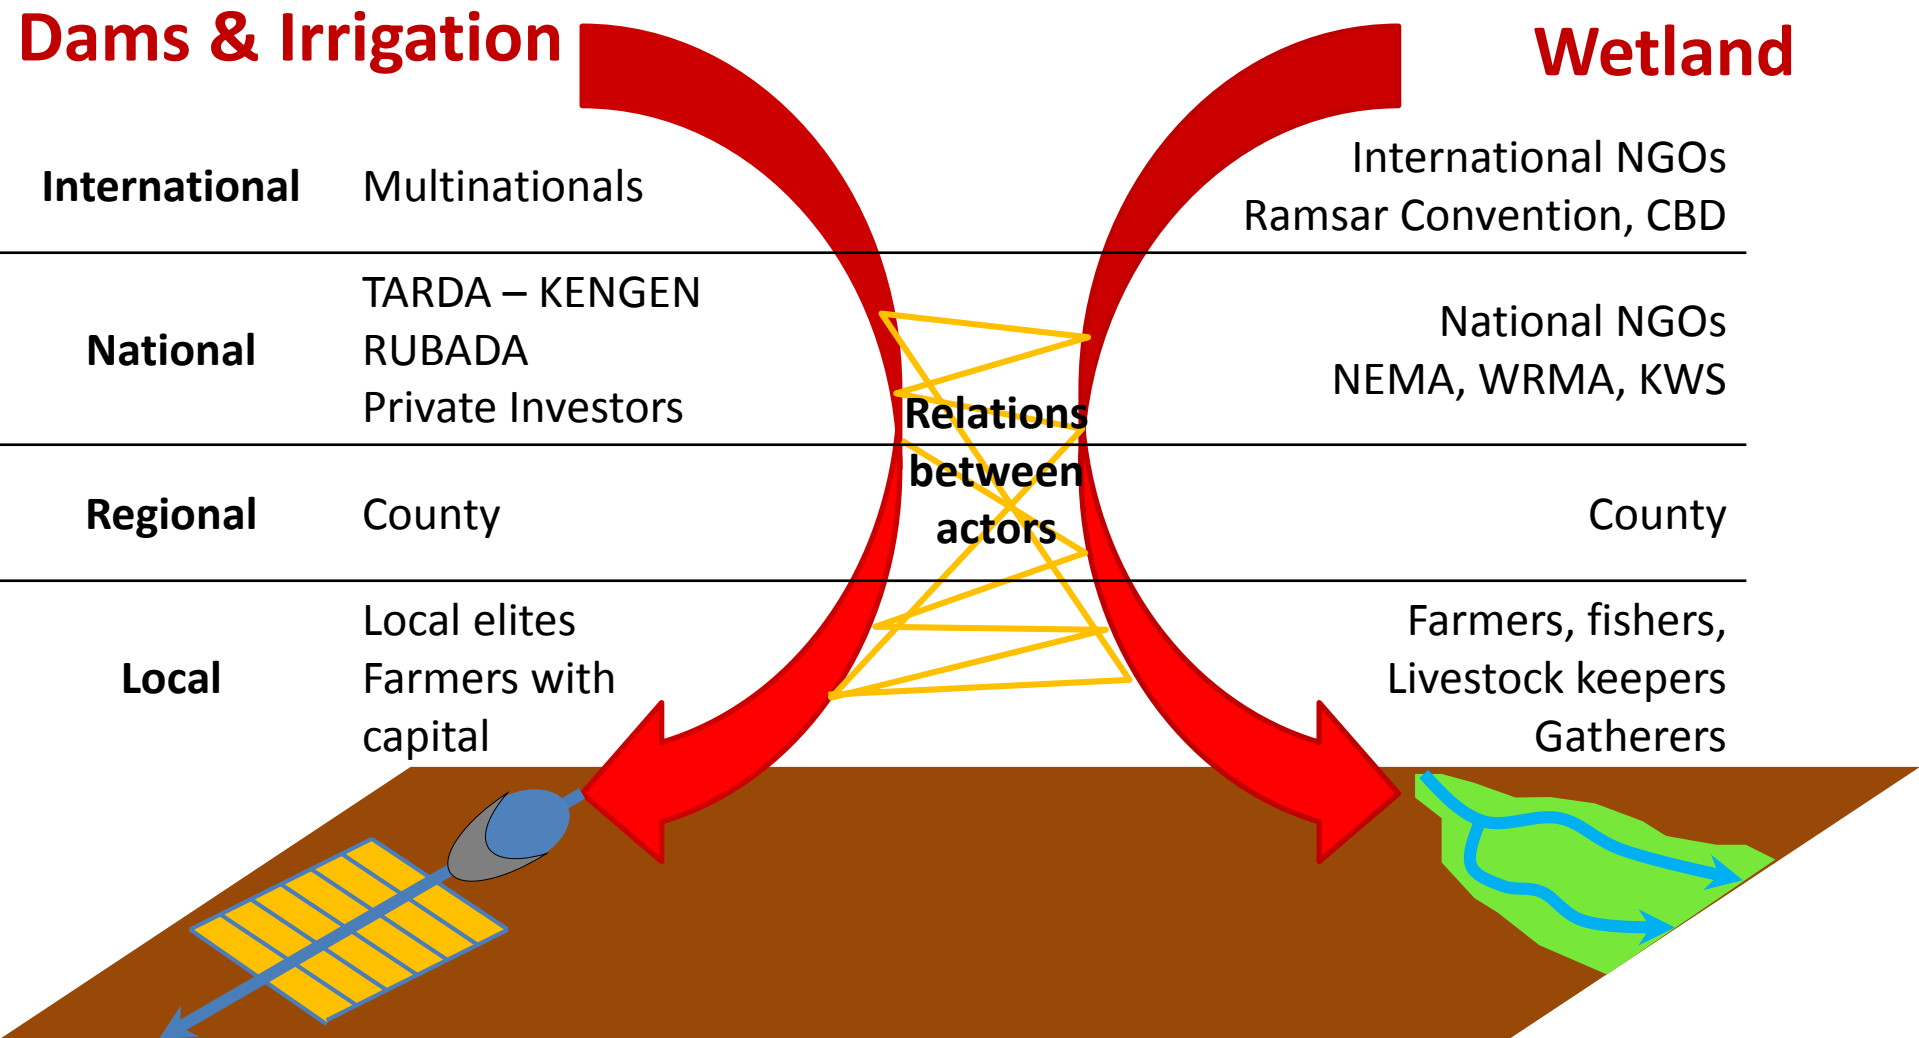 Dams & Irrigation
Wetland
International
Multinationals
International NGOs
Ramsar Convention, CBD
National
TARDA – KENGEN
RUBADA
Private Investors
National NGOs
NEMA, WRMA, KWS
Relations
between
actors
Regional
County
County
Local
Local elites
Farmers with
capital
Farmers, fishers,
Livestock keepers
Gatherers